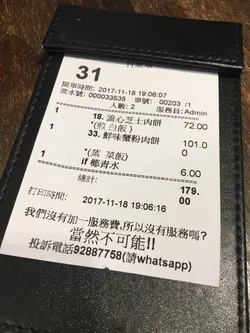 31
開單時間: 2017-11-18 19:06:07
流水號: 000033535 單號: 00203 /1
人數: 2 服務員:Admin
1 18. 流心芝士肉餅 72.00
*(煎 白飯 )
1 33. 鮮味蟹粉肉餅 101.0
0
*(蒸 菜飯)
1 if 椰青水 6.00
總計: 179.
00
打印時間: 2017-11-18 19:06:16
我們沒有加一服務費,所以沒有服務嗎?
當然不可能!!
投訴電話92887758(請whatsapp)